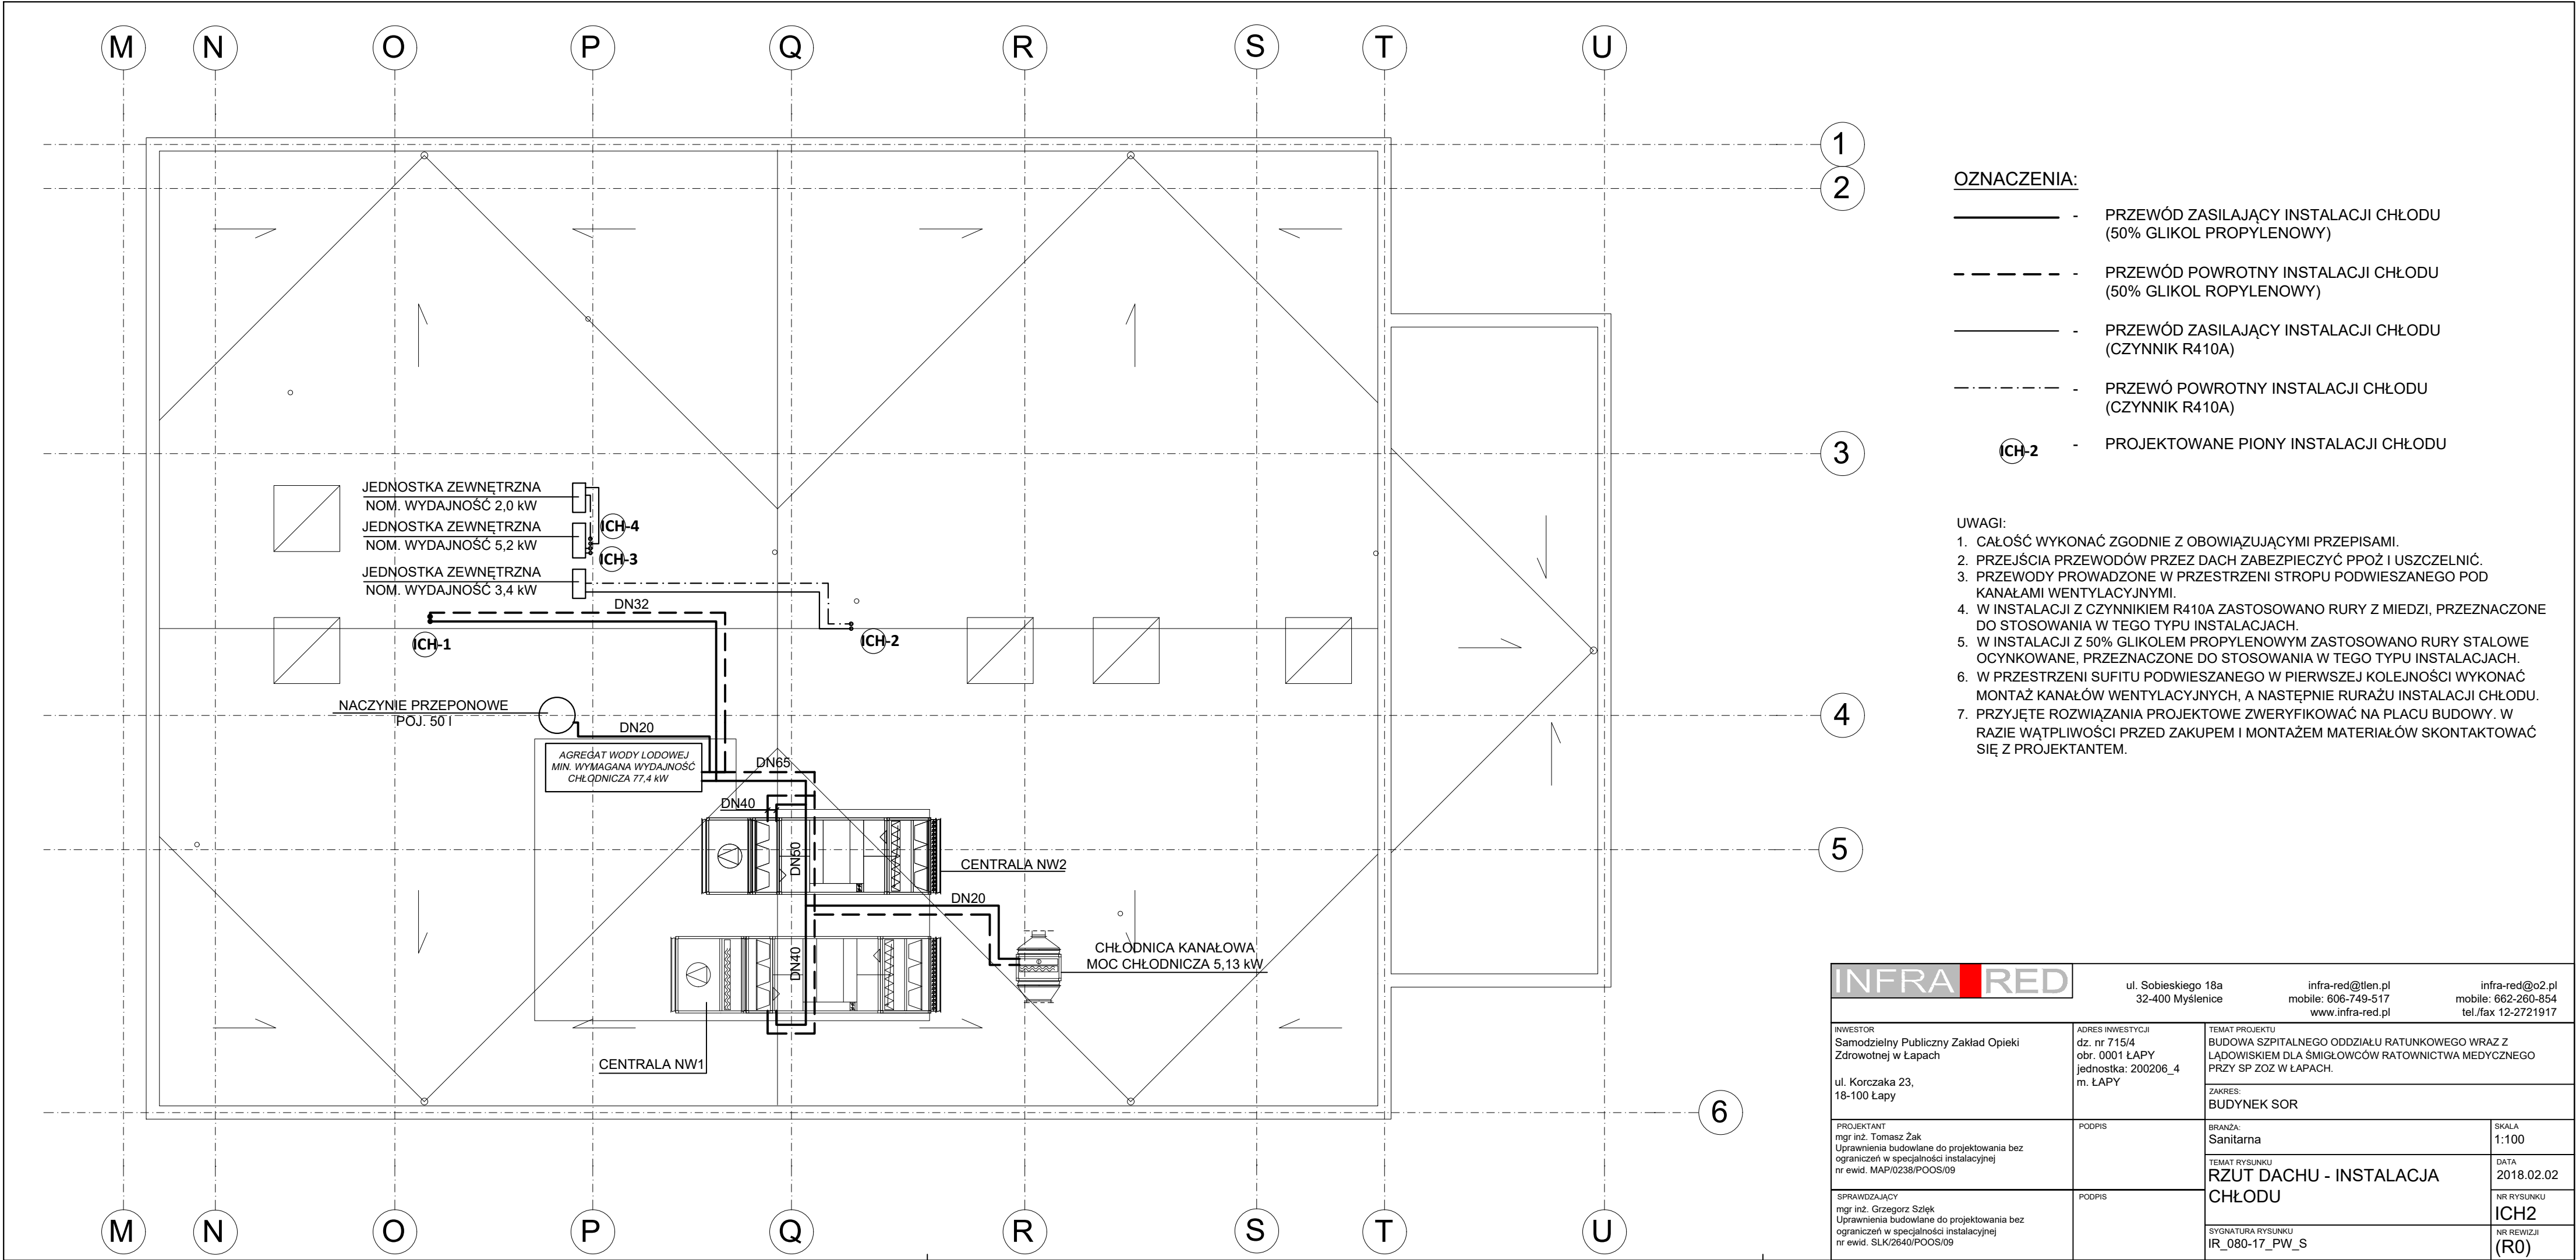 M N O P Q R S T U
1
2
3
4
5
6
OZNACZENIA:
- PRZEWÓD ZASILAJĄCY INSTALACJI CHŁODU
(50% GLIKOL PROPYLENOWY)
- PRZEWÓD POWROTNY INSTALACJI CHŁODU
(50% GLIKOL ROPYLENOWY)
- PRZEWÓD ZASILAJĄCY INSTALACJI CHŁODU
(CZYNNIK R410A)
- PRZEWÓ POWROTNY INSTALACJI CHŁODU
(CZYNNIK R410A)
ICH-2 - PROJEKTOWANE PIONY INSTALACJI CHŁODU
UWAGI:
1. CAŁOŚĆ WYKONAĆ ZGODNIE Z OBOWIĄZUJĄCYMI PRZEPISAMI.
2. PRZEJŚCIA PRZEWODÓW PRZEZ DACH ZABEZPIECZYĆ PPOŻ I USZCZELNIĆ.
3. PRZEWODY PROWADZONE W PRZESTRZENI STROPU PODWIESZANEGO POD
KANAŁAMI WENTYLACYJNYMI.
4. W INSTALACJI Z CZYNNIKIEM R410A ZASTOSOWANO RURY Z MIEDZI, PRZEZNACZONE
DO STOSOWANIA W TEGO TYPU INSTALACJACH.
5. W INSTALACJI Z 50% GLIKOLEM PROPYLENOWYM ZASTOSOWANO RURY STALOWE
OCYNKOWANE, PRZEZNACZONE DO STOSOWANIA W TEGO TYPU INSTALACJACH.
6. W PRZESTRZENI SUFITU PODWIESZANEGO W PIERWSZEJ KOLEJNOŚCI WYKONAĆ
MONTAŻ KANAŁÓW WENTYLACYJNYCH, A NASTĘPNIE RURAŻU INSTALACJI CHŁODU.
7. PRZYJĘTE ROZWIĄZANIA PROJEKTOWE ZWERYFIKOWAĆ NA PLACU BUDOWY. W
RAZIE WĄTPLIWOŚCI PRZED ZAKUPEM I MONTAŻEM MATERIAŁÓW SKONTAKTOWAĆ
SIĘ Z PROJEKTANTEM.
JEDNOSTKA ZEWNĘTRZNA
NOM. WYDAJNOŚĆ 2,0 kW
JEDNOSTKA ZEWNĘTRZNA
NOM. WYDAJNOŚĆ 5,2 kW
JEDNOSTKA ZEWNĘTRZNA
NOM. WYDAJNOŚĆ 3,4 kW
ICH-4
ICH-3
DN32
ICH-1
ICH-2
NACZYNIE PRZEPONOWE
POJ. 50 l
DN20
AGREGAT WODY LODOWEJ
MIN. WYMAGANA WYDAJNOŚĆ
CHŁODNICZA 77,4 kW
DN65
DN40
DN50
CENTRALA NW2
DN20
DN40
CHŁODNICA KANAŁOWA
MOC CHŁODNICZA 5,13 kW
CENTRALA NW1
M N O P Q R S T U
INFRA RED
ul. Sobieskiego 18a
32-400 Myślenice
infra-red@tlen.pl
mobile: 606-749-517
www.infra-red.pl
infra-red@o2.pl
mobile: 662-260-854
tel./fax 12-2721917
INWESTOR
Samodzielny Publiczny Zakład Opieki
Zdrowotnej w Łapach
ul. Korczaka 23,
18-100 Łapy
ADRES INWESTYCJI
dz. nr 715/4
obr. 0001 ŁAPY
jednostka: 200206_4
m. ŁAPY
TEMAT PROJEKTU
BUDOWA SZPITALNEGO ODDZIAŁU RATUNKOWEGO WRAZ Z
LĄDOWISKIEM DLA ŚMIGŁOWCÓW RATOWNICTWA MEDYCZNEGO
PRZY SP ZOZ W ŁAPACH.
ZAKRES:
BUDYNEK SOR
PROJEKTANT
mgr inż. Tomasz Żak
Uprawnienia budowlane do projektowania bez
ograniczeń w specjalności instalacyjnej
nr ewid. MAP/0238/POOS/09
PODPIS
BRANŻA:
Sanitarna
SKALA
1:100
TEMAT RYSUNKU
RZUT DACHU - INSTALACJA
CHŁODU
DATA
2018.02.02
SPRAWDZAJĄCY
mgr inż. Grzegorz Szlęk
Uprawnienia budowlane do projektowania bez
ograniczeń w specjalności instalacyjnej
nr ewid. SLK/2640/POOS/09
PODPIS
NR RYSUNKU
ICH2
SYGNATURA RYSUNKU
IR_080-17_PW_S
NR REWIZJI
(R0)